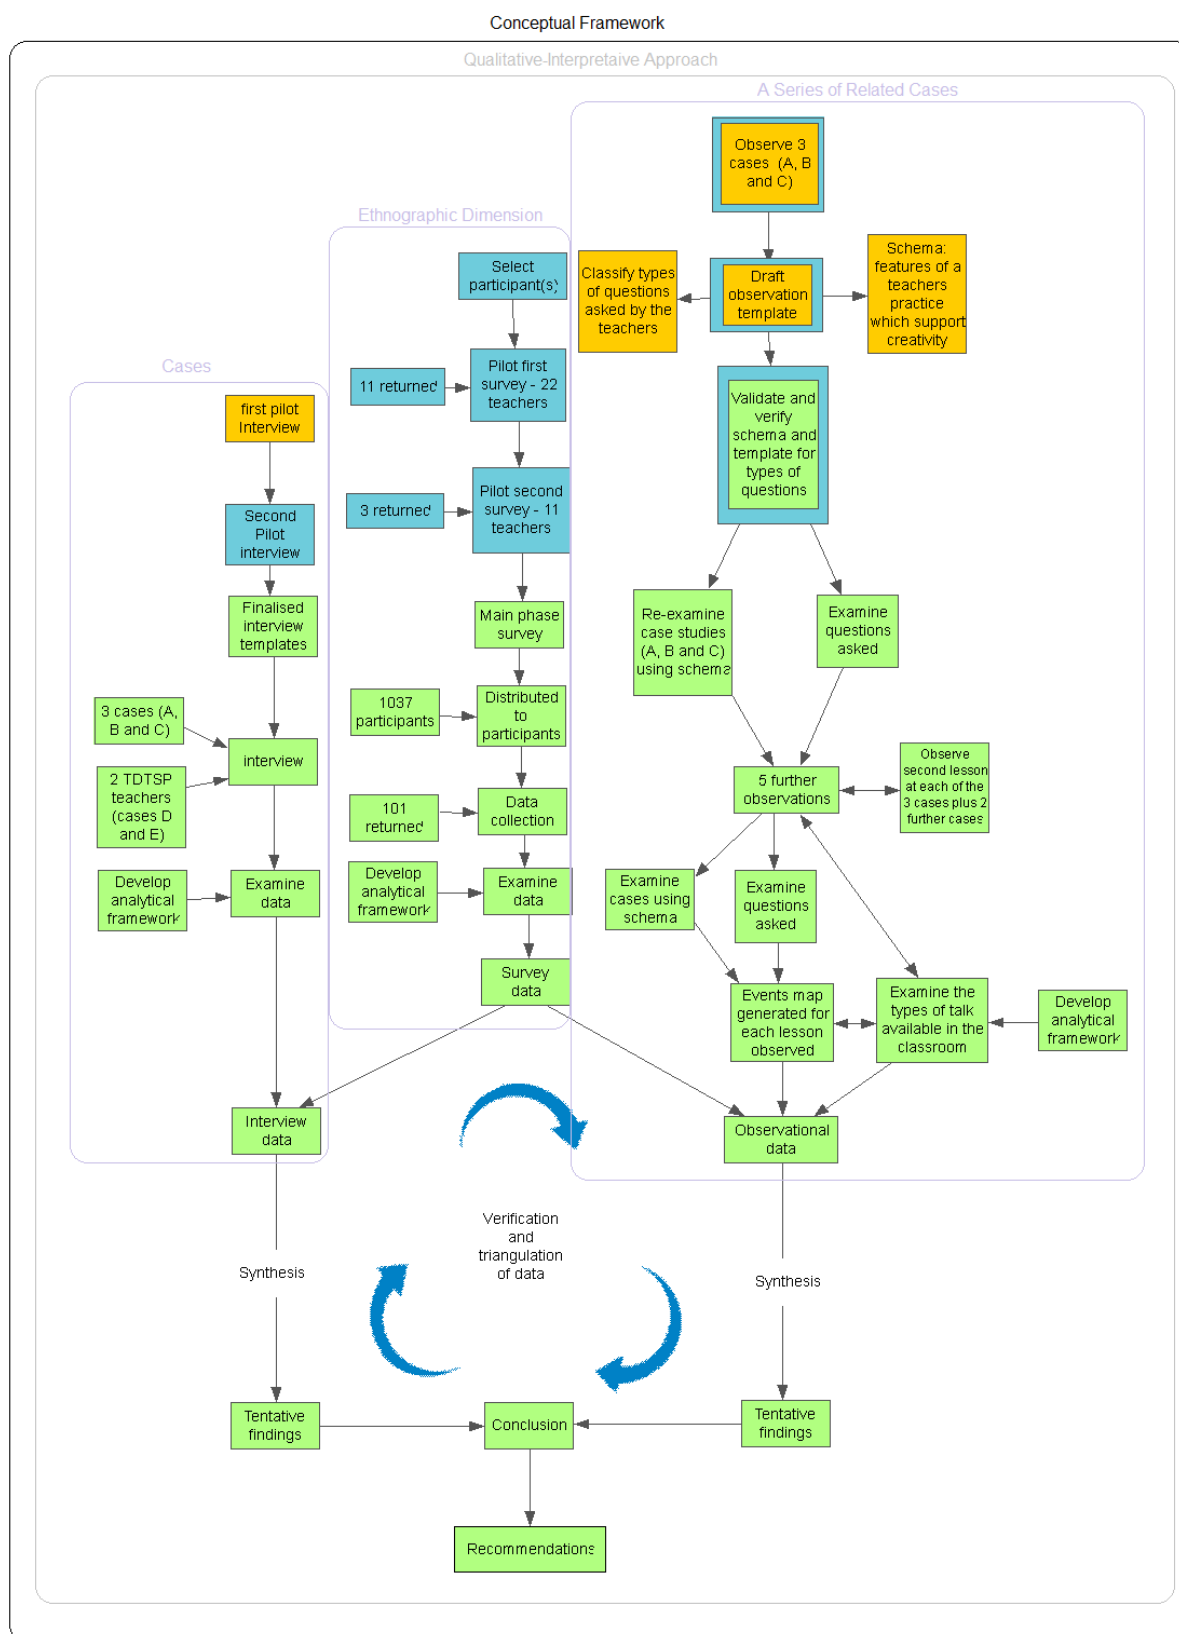 Conceptual Framework
Qualitative-Interpretaive Approach
A Series of Related Cases
Observe 3
cases (A, B
and C)
Ethnographic Dimension
Select
participant(s)
Classify types
of questions
asked by the
teachers
Draft
observation
template
Schema:
features of a
teachers
practice
which support
creativity
Cases
11 returned
Pilot first
survey - 22
teachers
Validate and
verify
schema and
template for
types of
questions
first pilot
Interview
3 returned
Pilot second
survey - 11
teachers
Second
Pilot
interview
Finalised
interview
templates
Main phase
survey
Re-examine
case studies
(A, B and C)
using schema
Examine
questions
asked
3 cases (A,
B and C)
1037
participants
Distributed
to
participants
interview
2 TDTSP
teachers
(cases D
and E)
5 further
observations
Observe
second lesson
at each of the
3 cases plus 2
further cases
101
returned
Data
collection
Develop
analytical
framework
Examine
data
Develop
analytical
framework
Examine
data
Examine
cases using
schema
Examine
questions
asked
Survey
data
Events map
generated for
each lesson
observed
Examine the
types of talk
available in the
classroom
Develop
analytical
framework
Interview
data
Observational
data
Verification
and
triangulation
of data
Synthesis
Synthesis
Tentative
findings
Conclusion
Tentative
findings
Recommendations